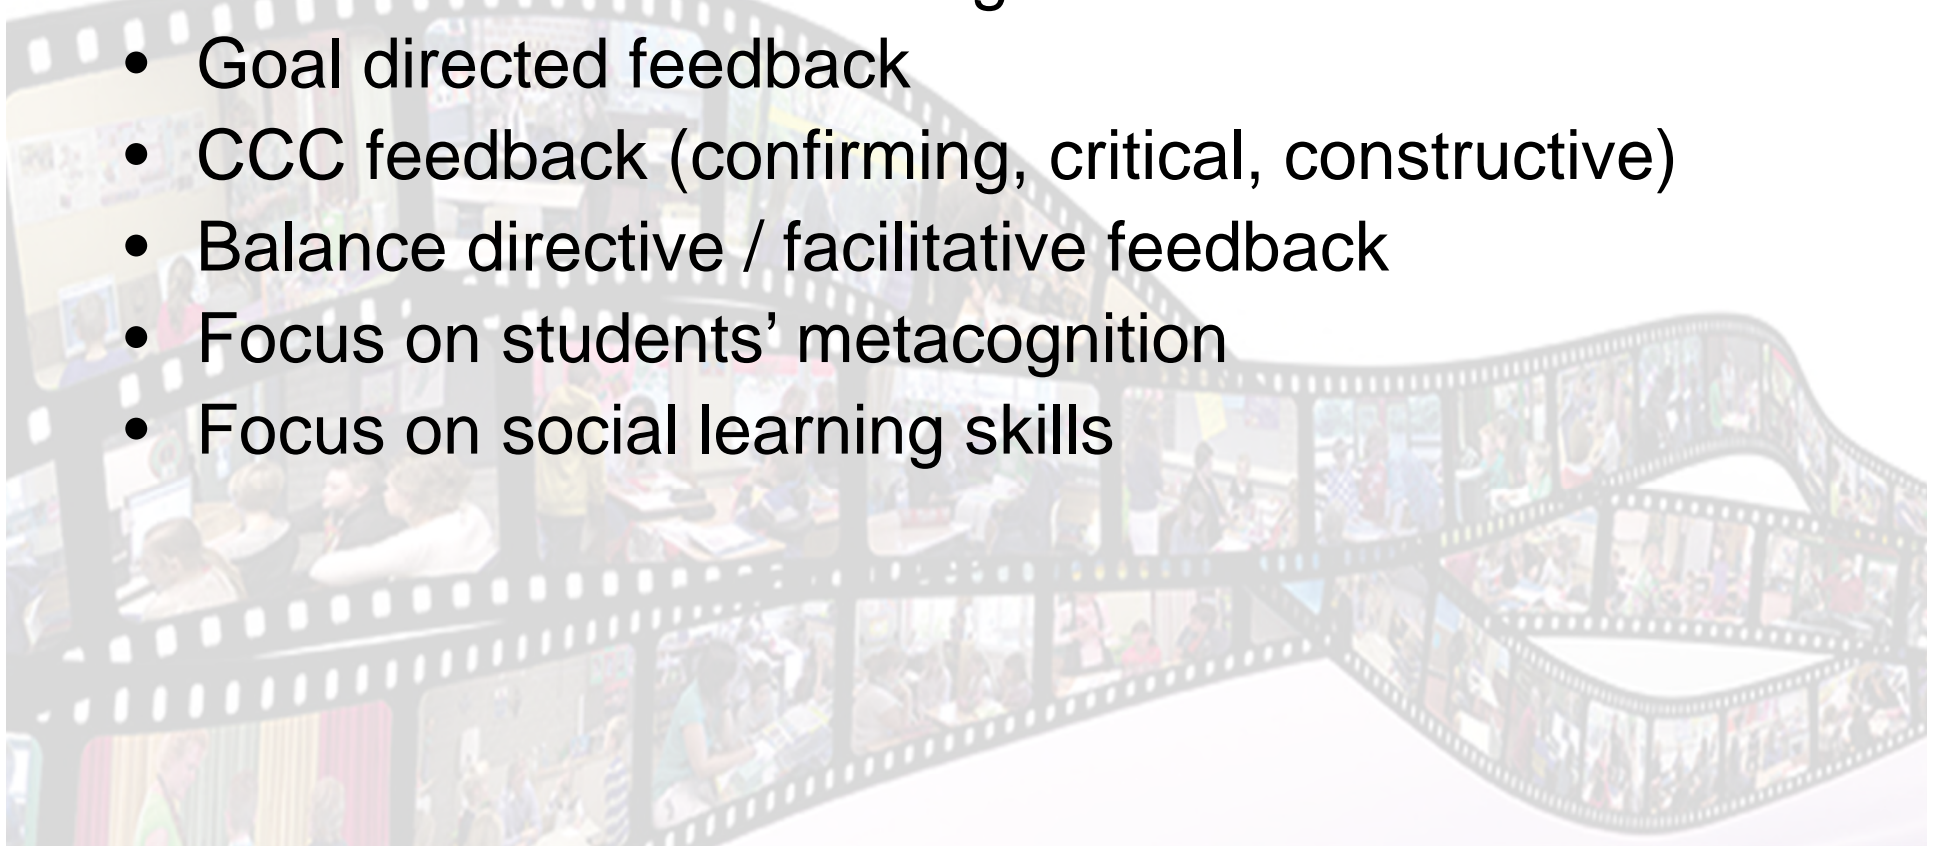 • Goal directed feedback
• CCC feedback (confirming, critical, constructive)
• Balance directive / facilitative feedback
• Focus on students’ metacognition
• Focus on social learning skills